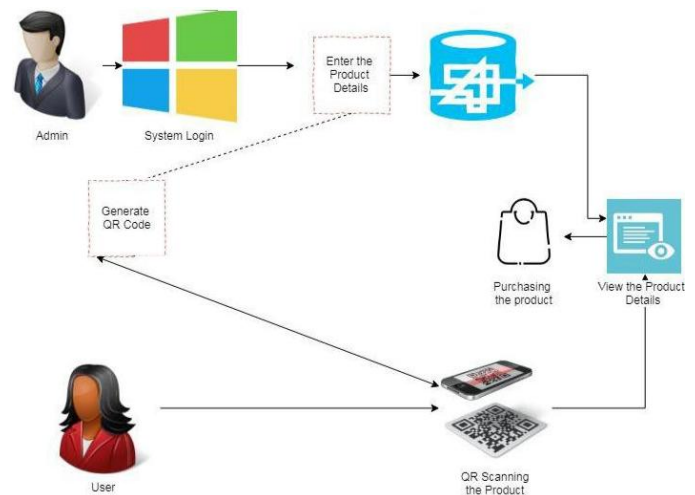 Enter the
Product
Details
Admin
System Login
Generate
QR Code
Purchasing
the product
View the Product
Details
QR Scanning
the Product
User